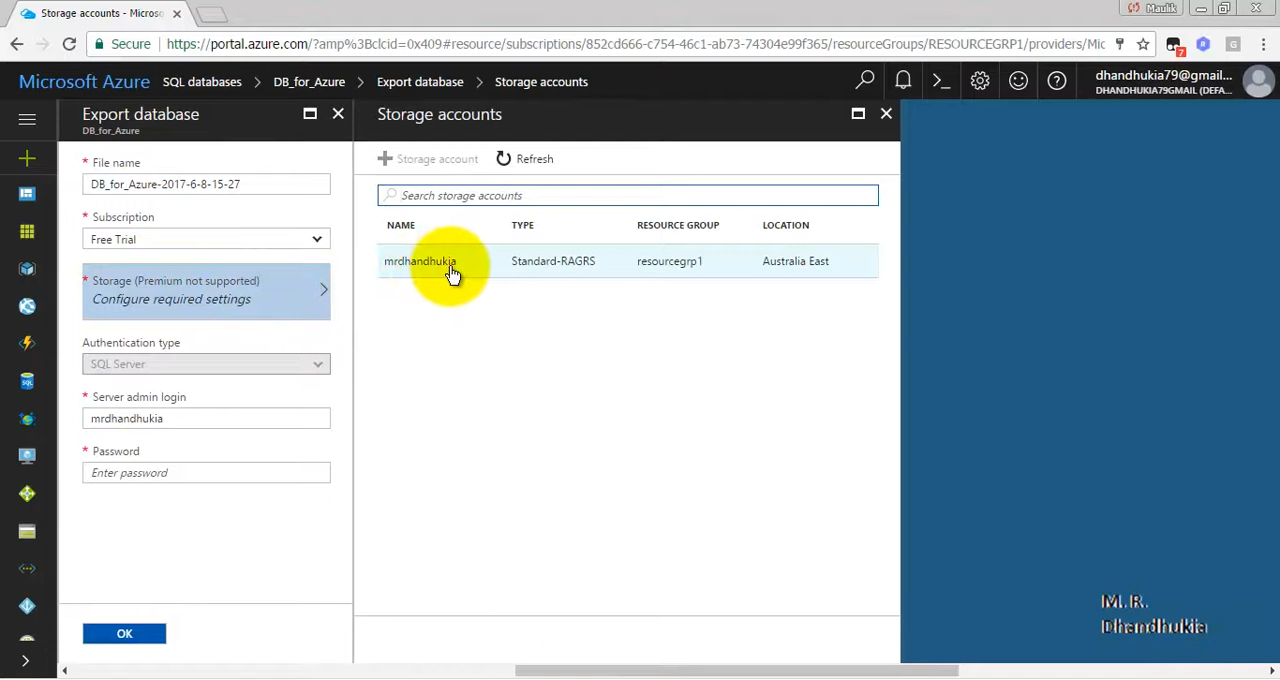 Storage accounts - Microso
Maulik
Secure
https://portal.azure.com/?amp%3Bclcid=0x409#resource/subscriptions/852cd666-c754-46c1-ab73-74304e99f365/resourceGroups/RESOURCEGRP1/providers/Mic
7
Microsoft Azure
SQL databases
DB_for_Azure
Export database
Storage accounts
dhandhukia79@gmail...
DHANDHUKIA79GMAIL (DEFA...
Export database
DB_for_Azure
* File name
DB_for_Azure-2017-6-8-15-27
* Subscription
Free Trial
* Storage (Premium not supported)
Configure required settings
Authentication type
SQL Server
* Server admin login
mrdhandhukia
* Password
Enter password
OK
Storage accounts
Storage account
Refresh
Search storage accounts
NAME TYPE RESOURCE GROUP LOCATION
mrdhandhukia Standard-RAGRS resourcegrp1 Australia East
M.R.
Dhandhukia